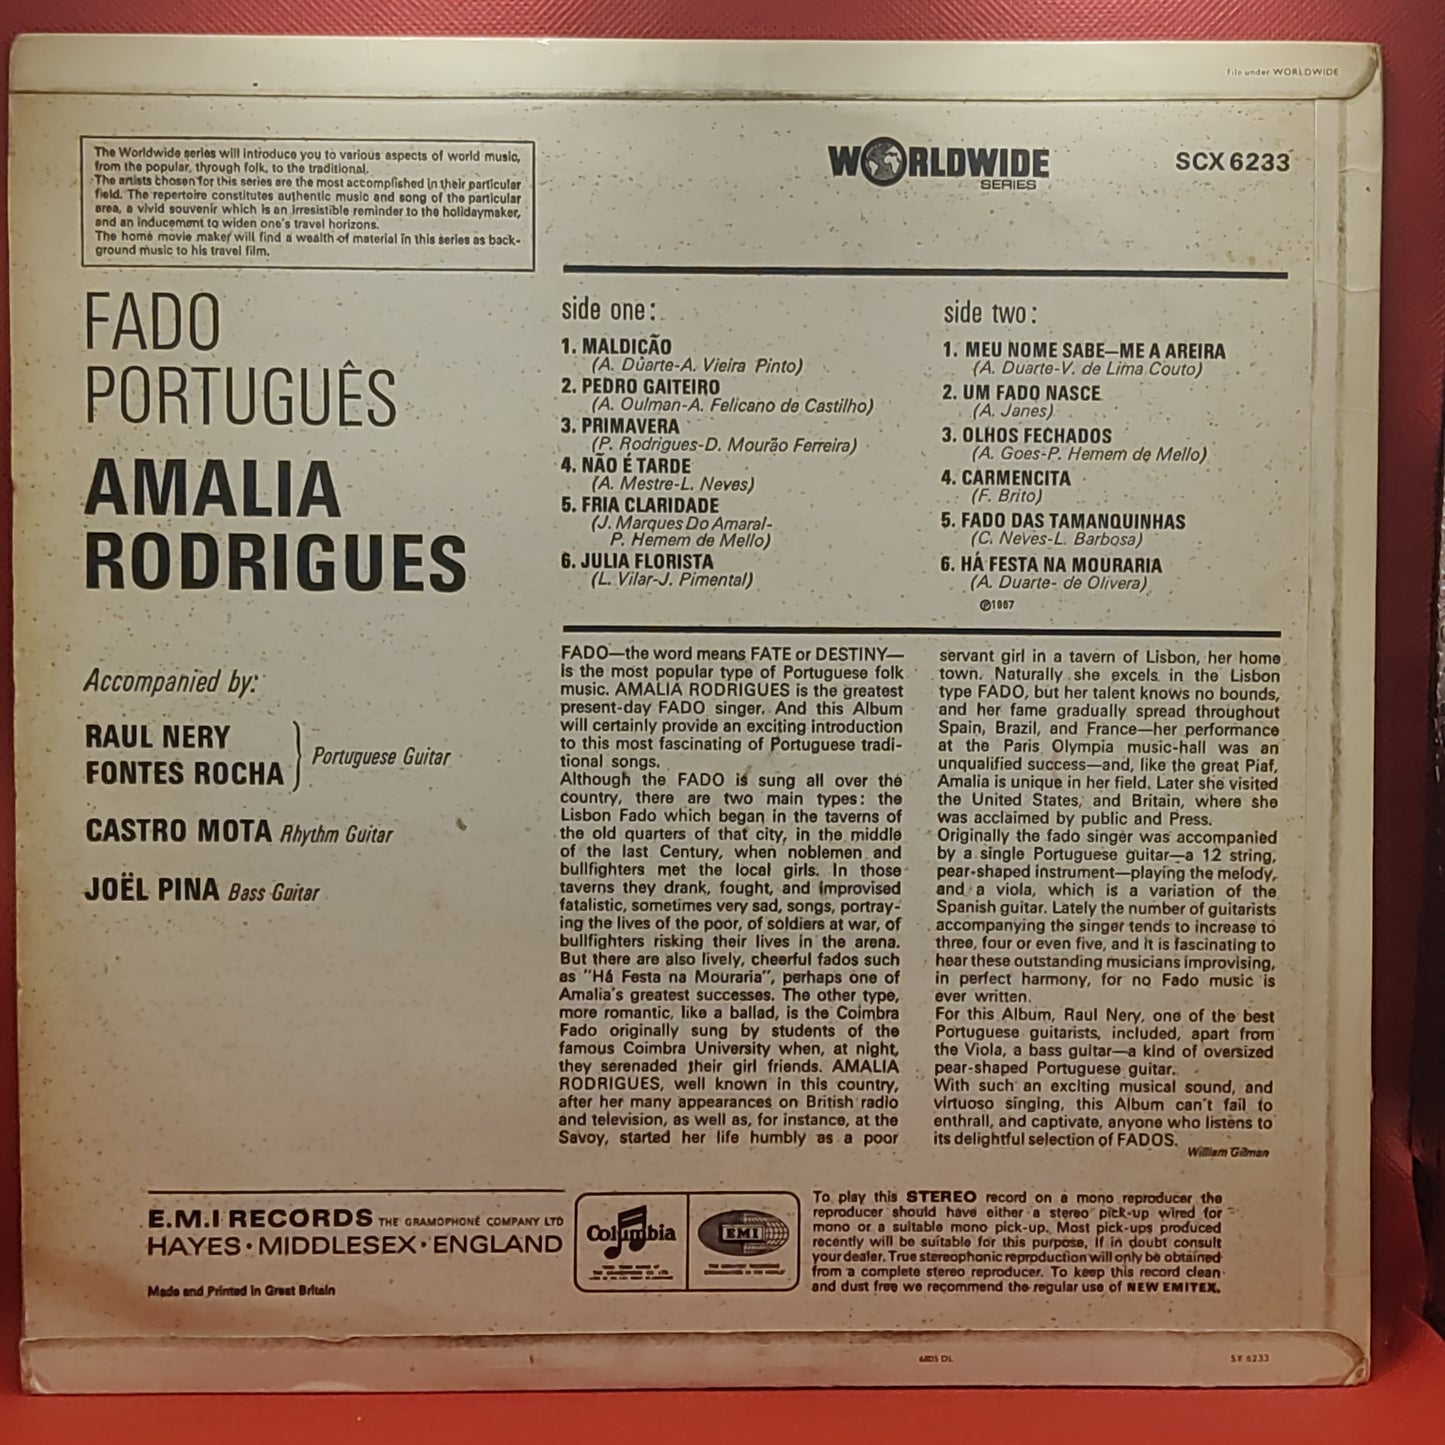 File under WORLDWIDE
The Worldwide series will introduce you to various aspects of world music,
from the popular, through folk, to the traditional.
The artists chosen for this series are the most accomplished in their particular
field. The repertoire constitutes authentic music and song of the particular
area, a vivid souvenir which is an irresistible reminder to the holidaymaker,
and an inducement to widen one's travel horizons.
The home movie maker will find a wealth of material in this series as back-
ground music to his travel film.
WORLDWIDE
SERIES
SCX 6233
FADO
PORTUGUÊS
AMALIA
RODRIGUES
Accompanied by:
RAUL NERY
FONTES ROCHA
Portuguese Guitar
CASTRO MOTA Rhythm Guitar
JOËL PINA Bass Guitar
side one:
1. MALDIÇÃO
(A. Duarte-A. Vieira Pinto)
2. PEDRO GAITEIRO
(A. Oulman-A. Felicano de Castilho)
3. PRIMAVERA
(P. Rodrigues-D. Mourão Ferreira)
4. NÃO É TARDE
(A. Mestre-L. Neves)
5. FRIA CLARIDADE
(J. Marques Do Amaral-
P. Hemem de Mello)
6. JULIA FLORISTA
(L. Vilar-J. Pimental)
side two:
1. MEU NOME SABE—ME A AREIRA
(A. Duarte-V. de Lima Couto)
2. UM FADO NASCE
(A. Janes)
3. OLHOS FECHADOS
(A. Goes-P. Hemem de Mello)
4. CARMENCITA
(F. Brito)
5. FADO DAS TAMANQUINHAS
(C. Neves-L. Barbosa)
6. HÁ FESTA NA MOURARIA
(A. Duarte- de Olivera)
℗1967
FADO—the word means FATE or DESTINY—
is the most popular type of Portuguese folk
music. AMALIA RODRIGUES is the greatest
present-day FADO singer. And this Album
will certainly provide an exciting introduction
to this most fascinating of Portuguese tradi-
tional songs.
Although the FADO is sung all over the
country, there are two main types: the
Lisbon Fado which began in the taverns of
the old quarters of that city, in the middle
of the last Century, when noblemen and
bullfighters met the local girls. In those
taverns they drank, fought, and improvised
fatalistic, sometimes very sad, songs, portray-
ing the lives of the poor, of soldiers at war, of
bullfighters risking their lives in the arena.
But there are also lively, cheerful fados such
as "Há Festa na Mouraria", perhaps one of
Amalia's greatest successes. The other type,
more romantic, like a ballad, is the Coimbra
Fado originally sung by students of the
famous Coimbra University when, at night,
they serenaded their girl friends. AMALIA
RODRIGUES, well known in this country,
after her many appearances on British radio
and television, as well as, for instance, at the
Savoy, started her life humbly as a poor
servant girl in a tavern of Lisbon, her home
town. Naturally she excels in the Lisbon
type FADO, but her talent knows no bounds,
and her fame gradually spread throughout
Spain, Brazil, and France—her performance
at the Paris Olympia music-hall was an
unqualified success—and, like the great Piaf,
Amalia is unique in her field. Later she visited
the United States, and Britain, where she
was acclaimed by public and Press.
Originally the fado singer was accompanied
by a single Portuguese guitar—a 12 string,
pear-shaped instrument—playing the melody,
and a viola, which is a variation of the
Spanish guitar. Lately the number of guitarists
accompanying the singer tends to increase to
three, four or even five, and it is fascinating to
hear these outstanding musicians improvising,
in perfect harmony, for no Fado music is
ever written.
For this Album, Raul Nery, one of the best
Portuguese guitarists, included, apart from
the Viola, a bass guitar—a kind of oversized
pear-shaped Portuguese guitar.
With such an exciting musical sound, and
virtuoso singing, this Album can't fail to
enthrall, and captivate, anyone who listens to
its delightful selection of FADOS.
William Gilman
E.M.I RECORDS THE GRAMOPHONE COMPANY LTD
HAYES · MIDDLESEX · ENGLAND
Made and Printed in Great Britain
Columbia
EMI
To play this STEREO record on a mono reproducer the
reproducer should have either a stereo pick-up wired for
mono or a suitable mono pick-up. Most pick-ups produced
recently will be suitable for this purpose, If in doubt consult
your dealer. True stereophonic reproduction will only be obtained
from a complete stereo reproducer. To keep this record clean
and dust free we recommend the regular use of NEW EMITEX.
6805 DL
SX 6233